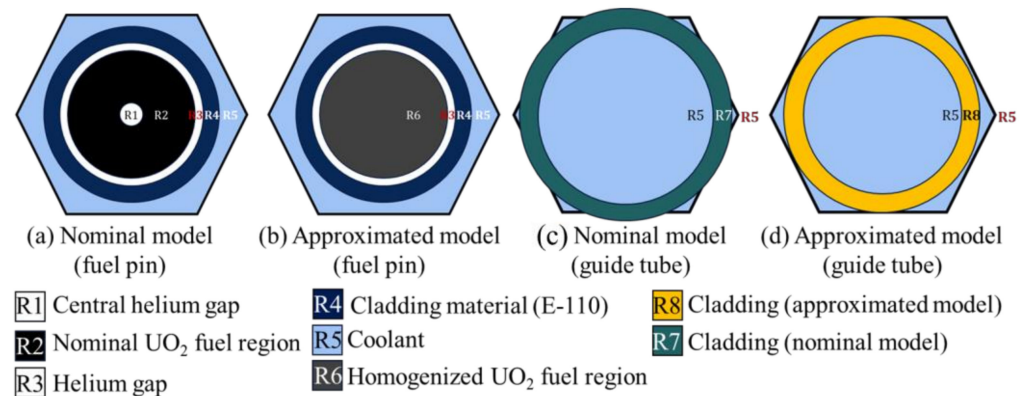 R1 R2 R3 R4 R5
R6 R3 R4 R5
R5 R7 R5
R5 R8 R5
(a) Nominal model
(fuel pin)
(b) Approximated model
(fuel pin)
(c) Nominal model
(guide tube)
(d) Approximated model
(guide tube)
R1 Central helium gap
R2 Nominal UO₂ fuel region
R3 Helium gap
R4 Cladding material (E-110)
R5 Coolant
R6 Homogenized UO₂ fuel region
R8 Cladding (approximated model)
R7 Cladding (nominal model)